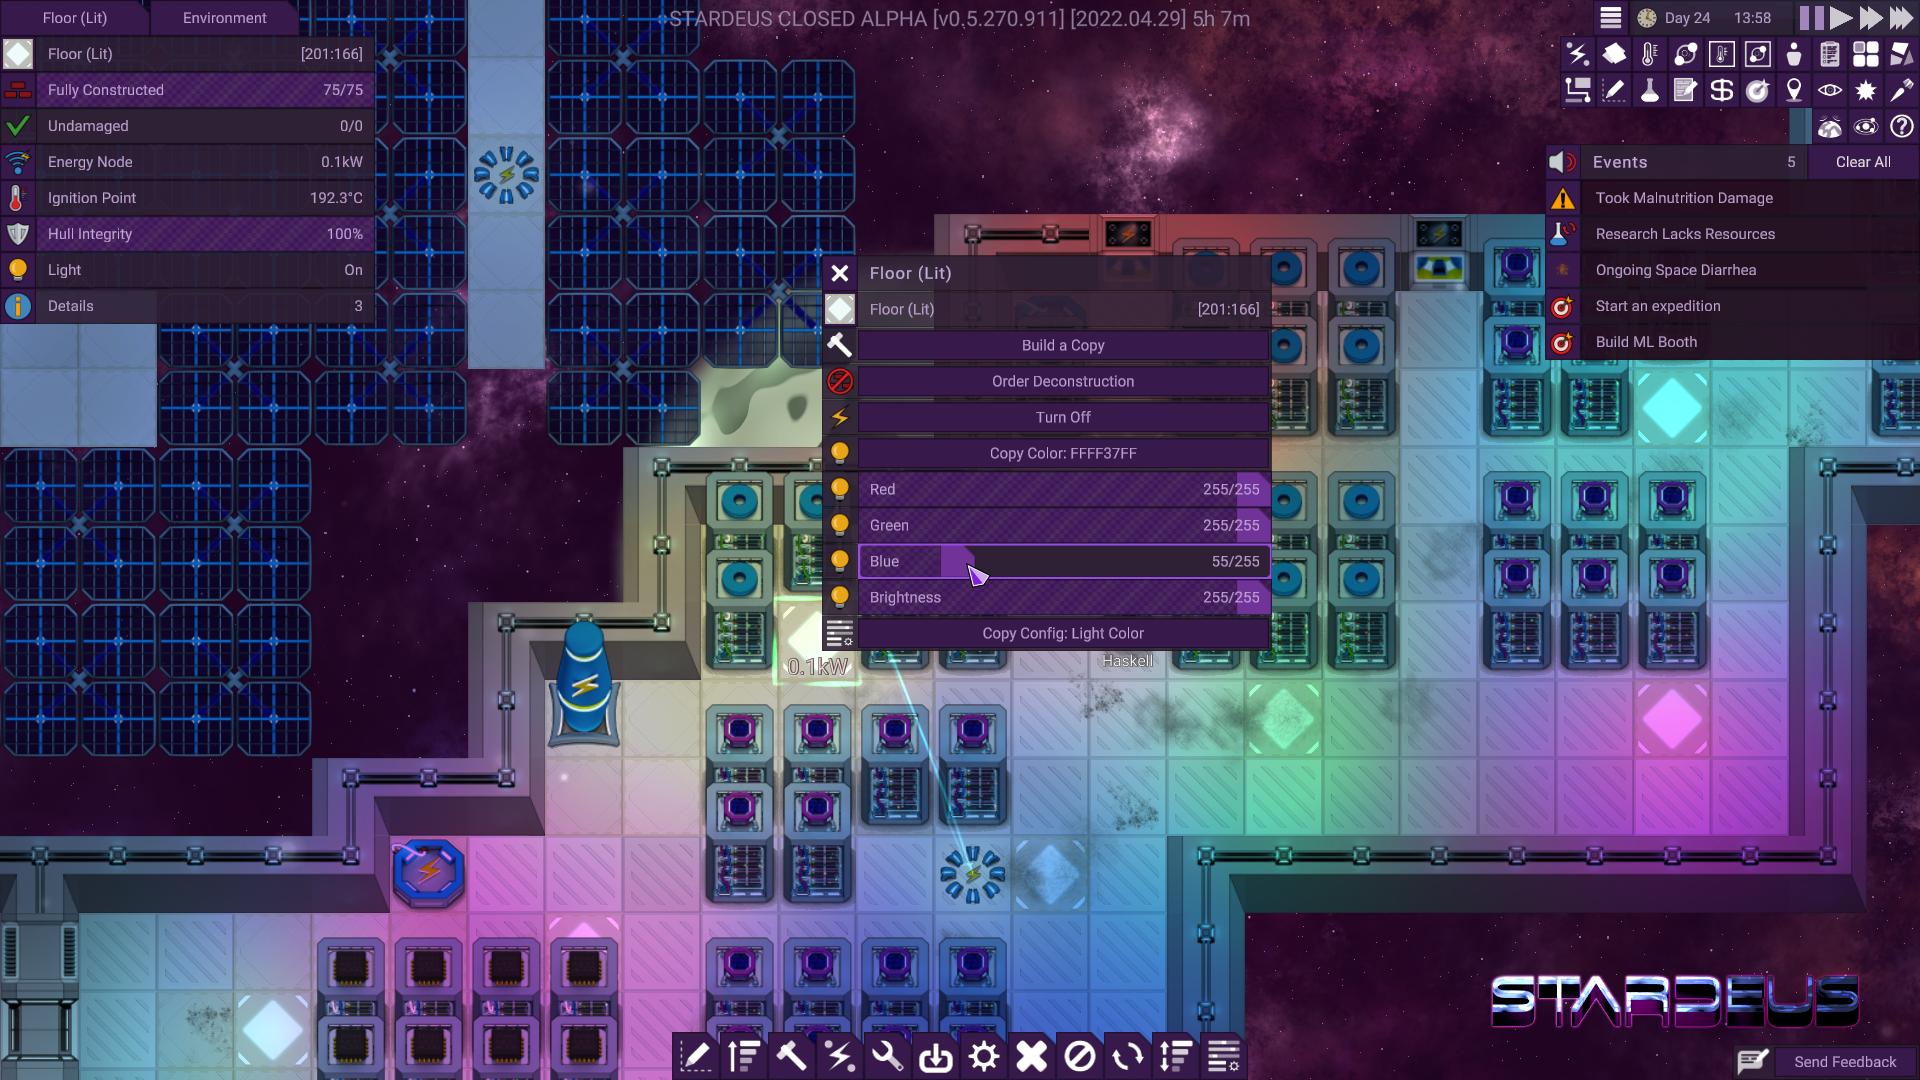 Floor (Lit)
Environment
STARDEUS CLOSED ALPHA [v0.5.270.911] [2022.04.29] 5h 7m
Day 24
13:58
Floor (Lit) [201:166]
Fully Constructed 75/75
Undamaged 0/0
Energy Node 0.1kW
Ignition Point 192.3°C
Hull Integrity 100%
Light On
Details 3
Events 5
Clear All
Took Malnutrition Damage
Research Lacks Resources
Ongoing Space Diarrhea
Start an expedition
Build ML Booth
Floor (Lit)
Floor (Lit) [201:166]
Build a Copy
Order Deconstruction
Turn Off
Copy Color: FFFF37FF
Red 255/255
Green 255/255
Blue 55/255
Brightness 255/255
Copy Config: Light Color
0.1kW
Haskell
STARDEUS
Send Feedback